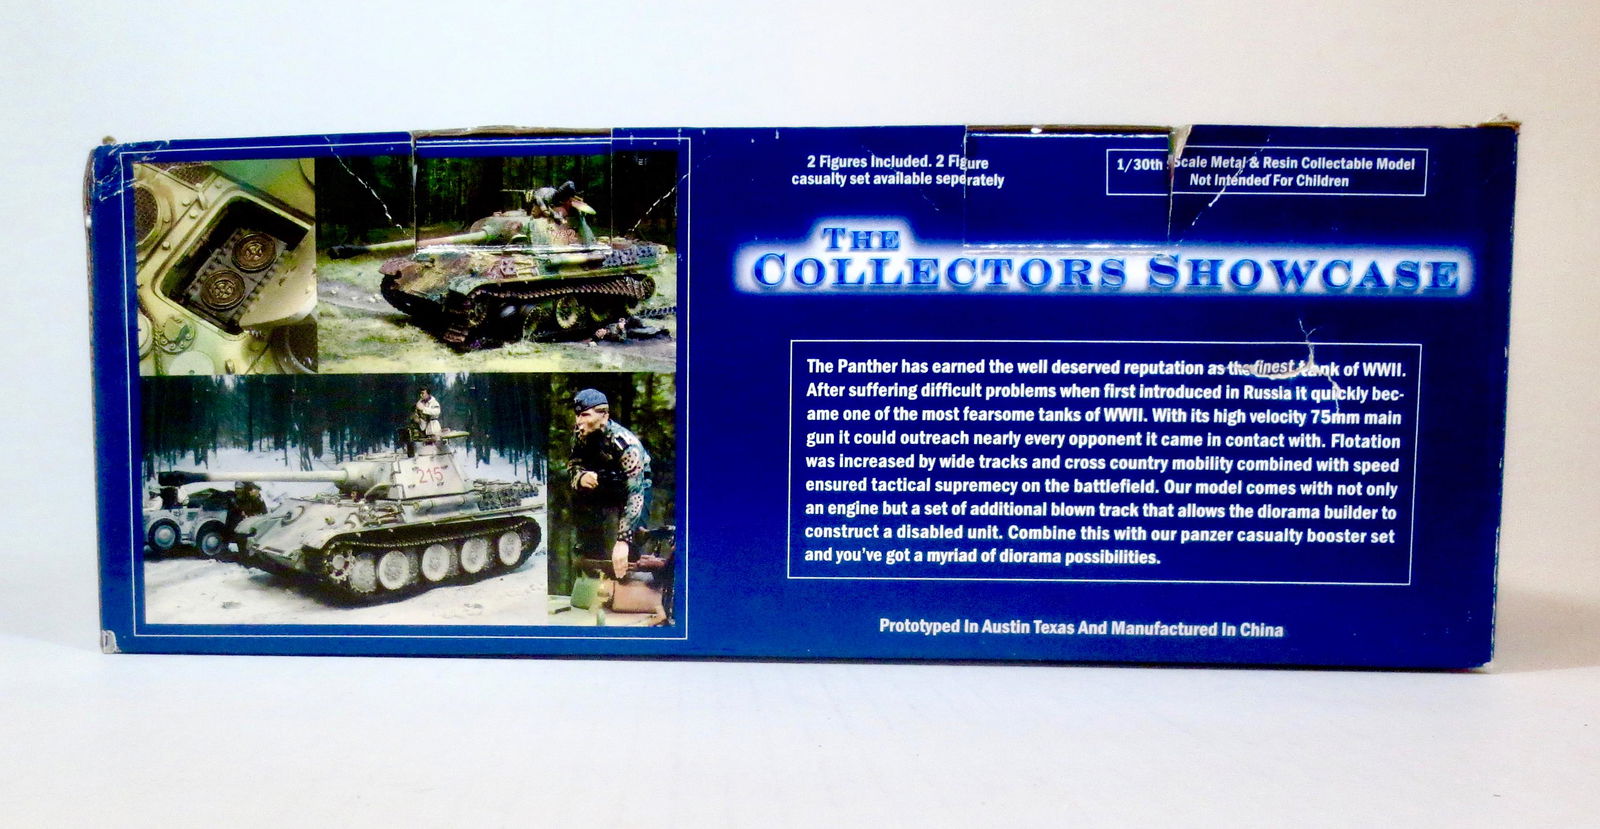 2 Figures Included. 2 Figure
casualty set available seperately
1/30th Scale Metal & Resin Collectable Model
Not Intended For Children
THE
COLLECTORS SHOWCASE
The Panther has earned the well deserved reputation as the finest tank of WWII.
After suffering difficult problems when first introduced in Russia it quickly bec-
ame one of the most fearsome tanks of WWII. With its high velocity 75mm main
gun it could outreach nearly every opponent it came in contact with. Flotation
was increased by wide tracks and cross country mobility combined with speed
ensured tactical supremecy on the battlefield. Our model comes with not only
an engine but a set of additional blown track that allows the diorama builder to
construct a disabled unit. Combine this with our panzer casualty booster set
and you've got a myriad of diorama possibilities.
Prototyped In Austin Texas And Manufactured In China
215